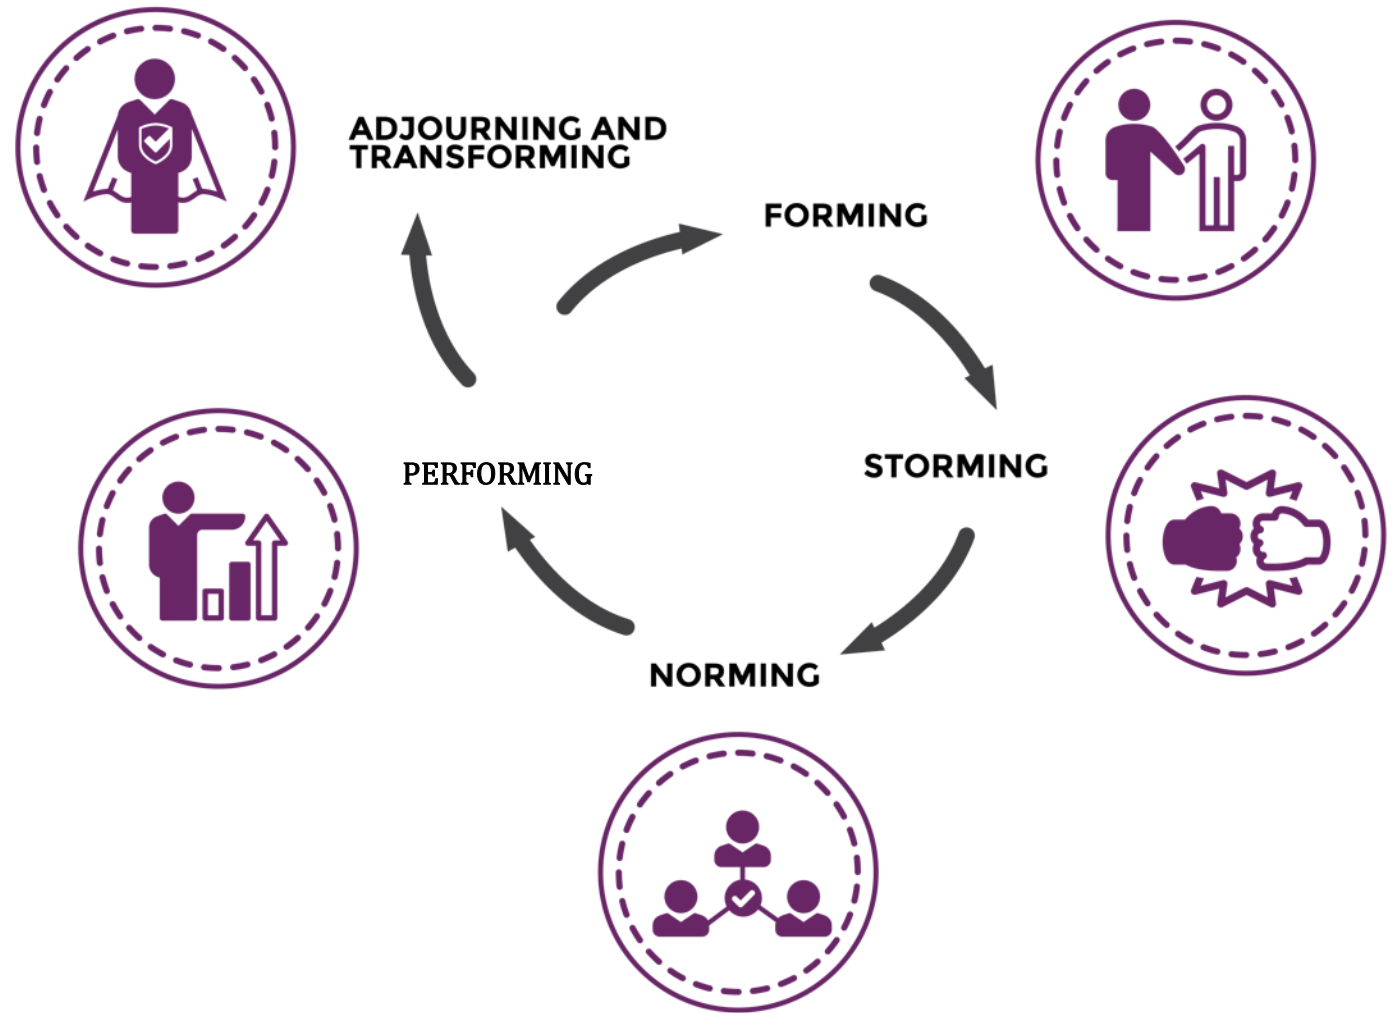 ADJOURNING AND
TRANSFORMING
FORMING
STORMING
PERFORMING
NORMING